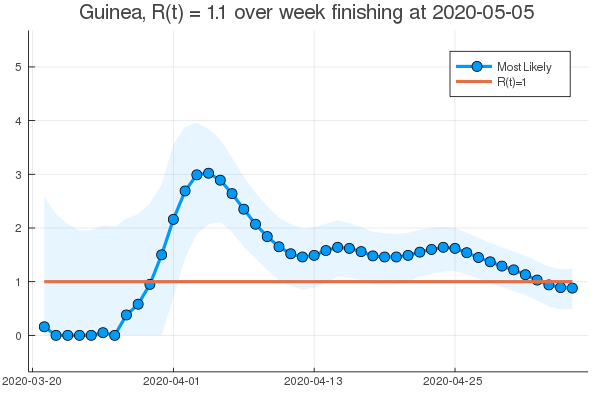 Guinea, R(t) = 1.1 over week finishing at 2020-05-05
Most Likely
R(t)=1
5
4
3
2
1
0
2020-03-20 2020-04-01 2020-04-13 2020-04-25